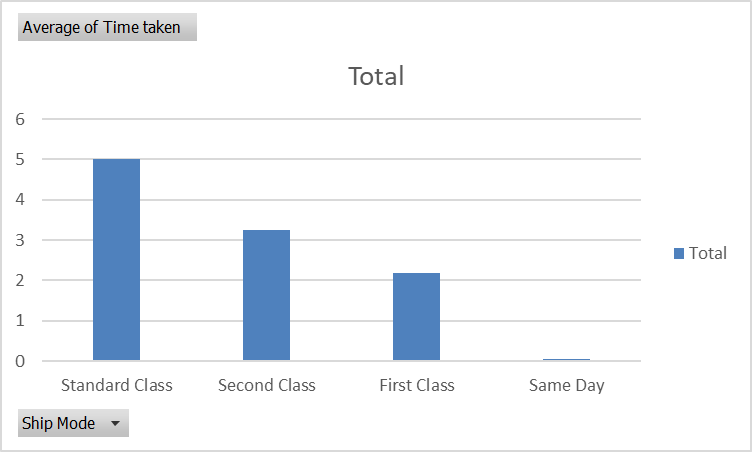 Average of Time taken
Total
6
5
4
3
2
1
0
Standard Class
Second Class
First Class
Same Day
Total
Ship Mode